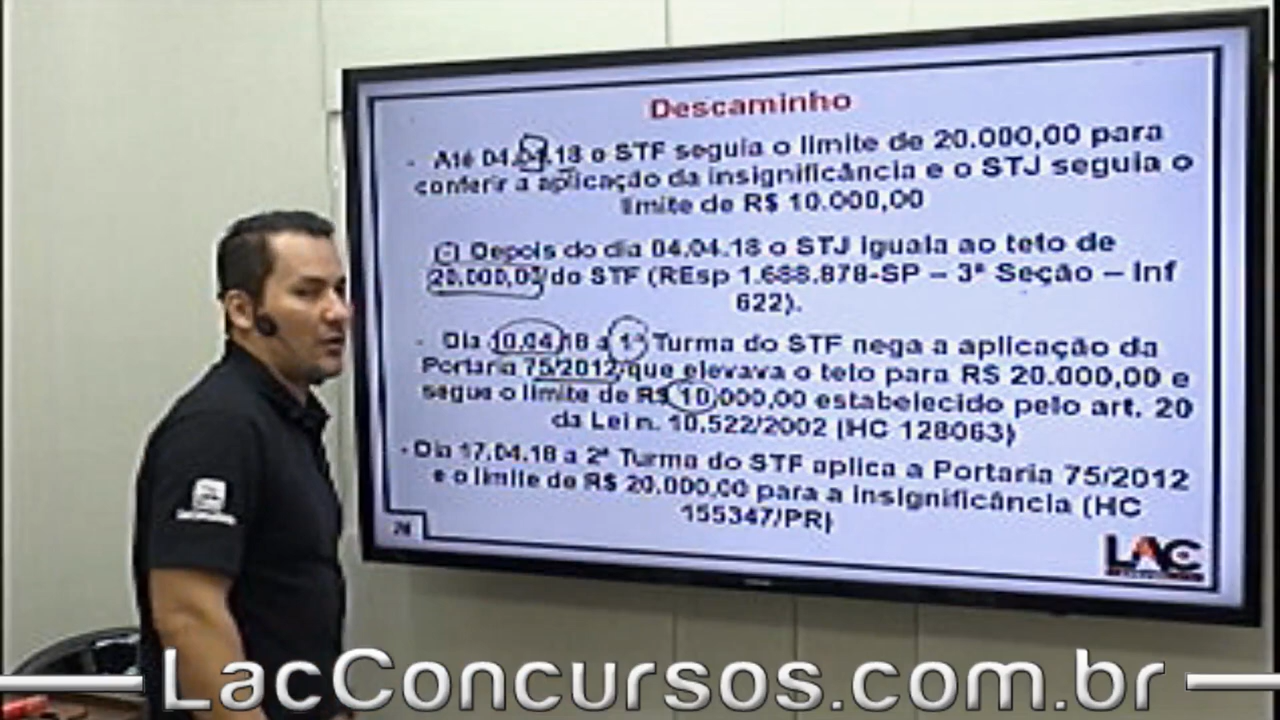 Descaminho
- Até 04.04.18 o STF seguia o limite de 20.000,00 para
conferir a aplicação da insignificância e o STJ seguia o
limite de R$ 10.000,00
- Depois do dia 04.04.18 o STJ iguala ao teto de
20.000,00 do STF (REsp 1.688.878-SP – 3ª Seção – Inf
622).
- Dia 10.04.18 a 1ª Turma do STF nega a aplicação da
Portaria 75/2012, que elevava o teto para R$ 20.000,00 e
segue o limite de R$ 10.000,00 estabelecido pelo art. 20
da Lei n. 10.522/2002 (HC 128063)
- Dia 17.04.18 a 2ª Turma do STF aplica a Portaria 75/2012
e o limite de R$ 20.000,00 para a insignificância (HC
155347/PR)
LAC
LacConcursos.com.br